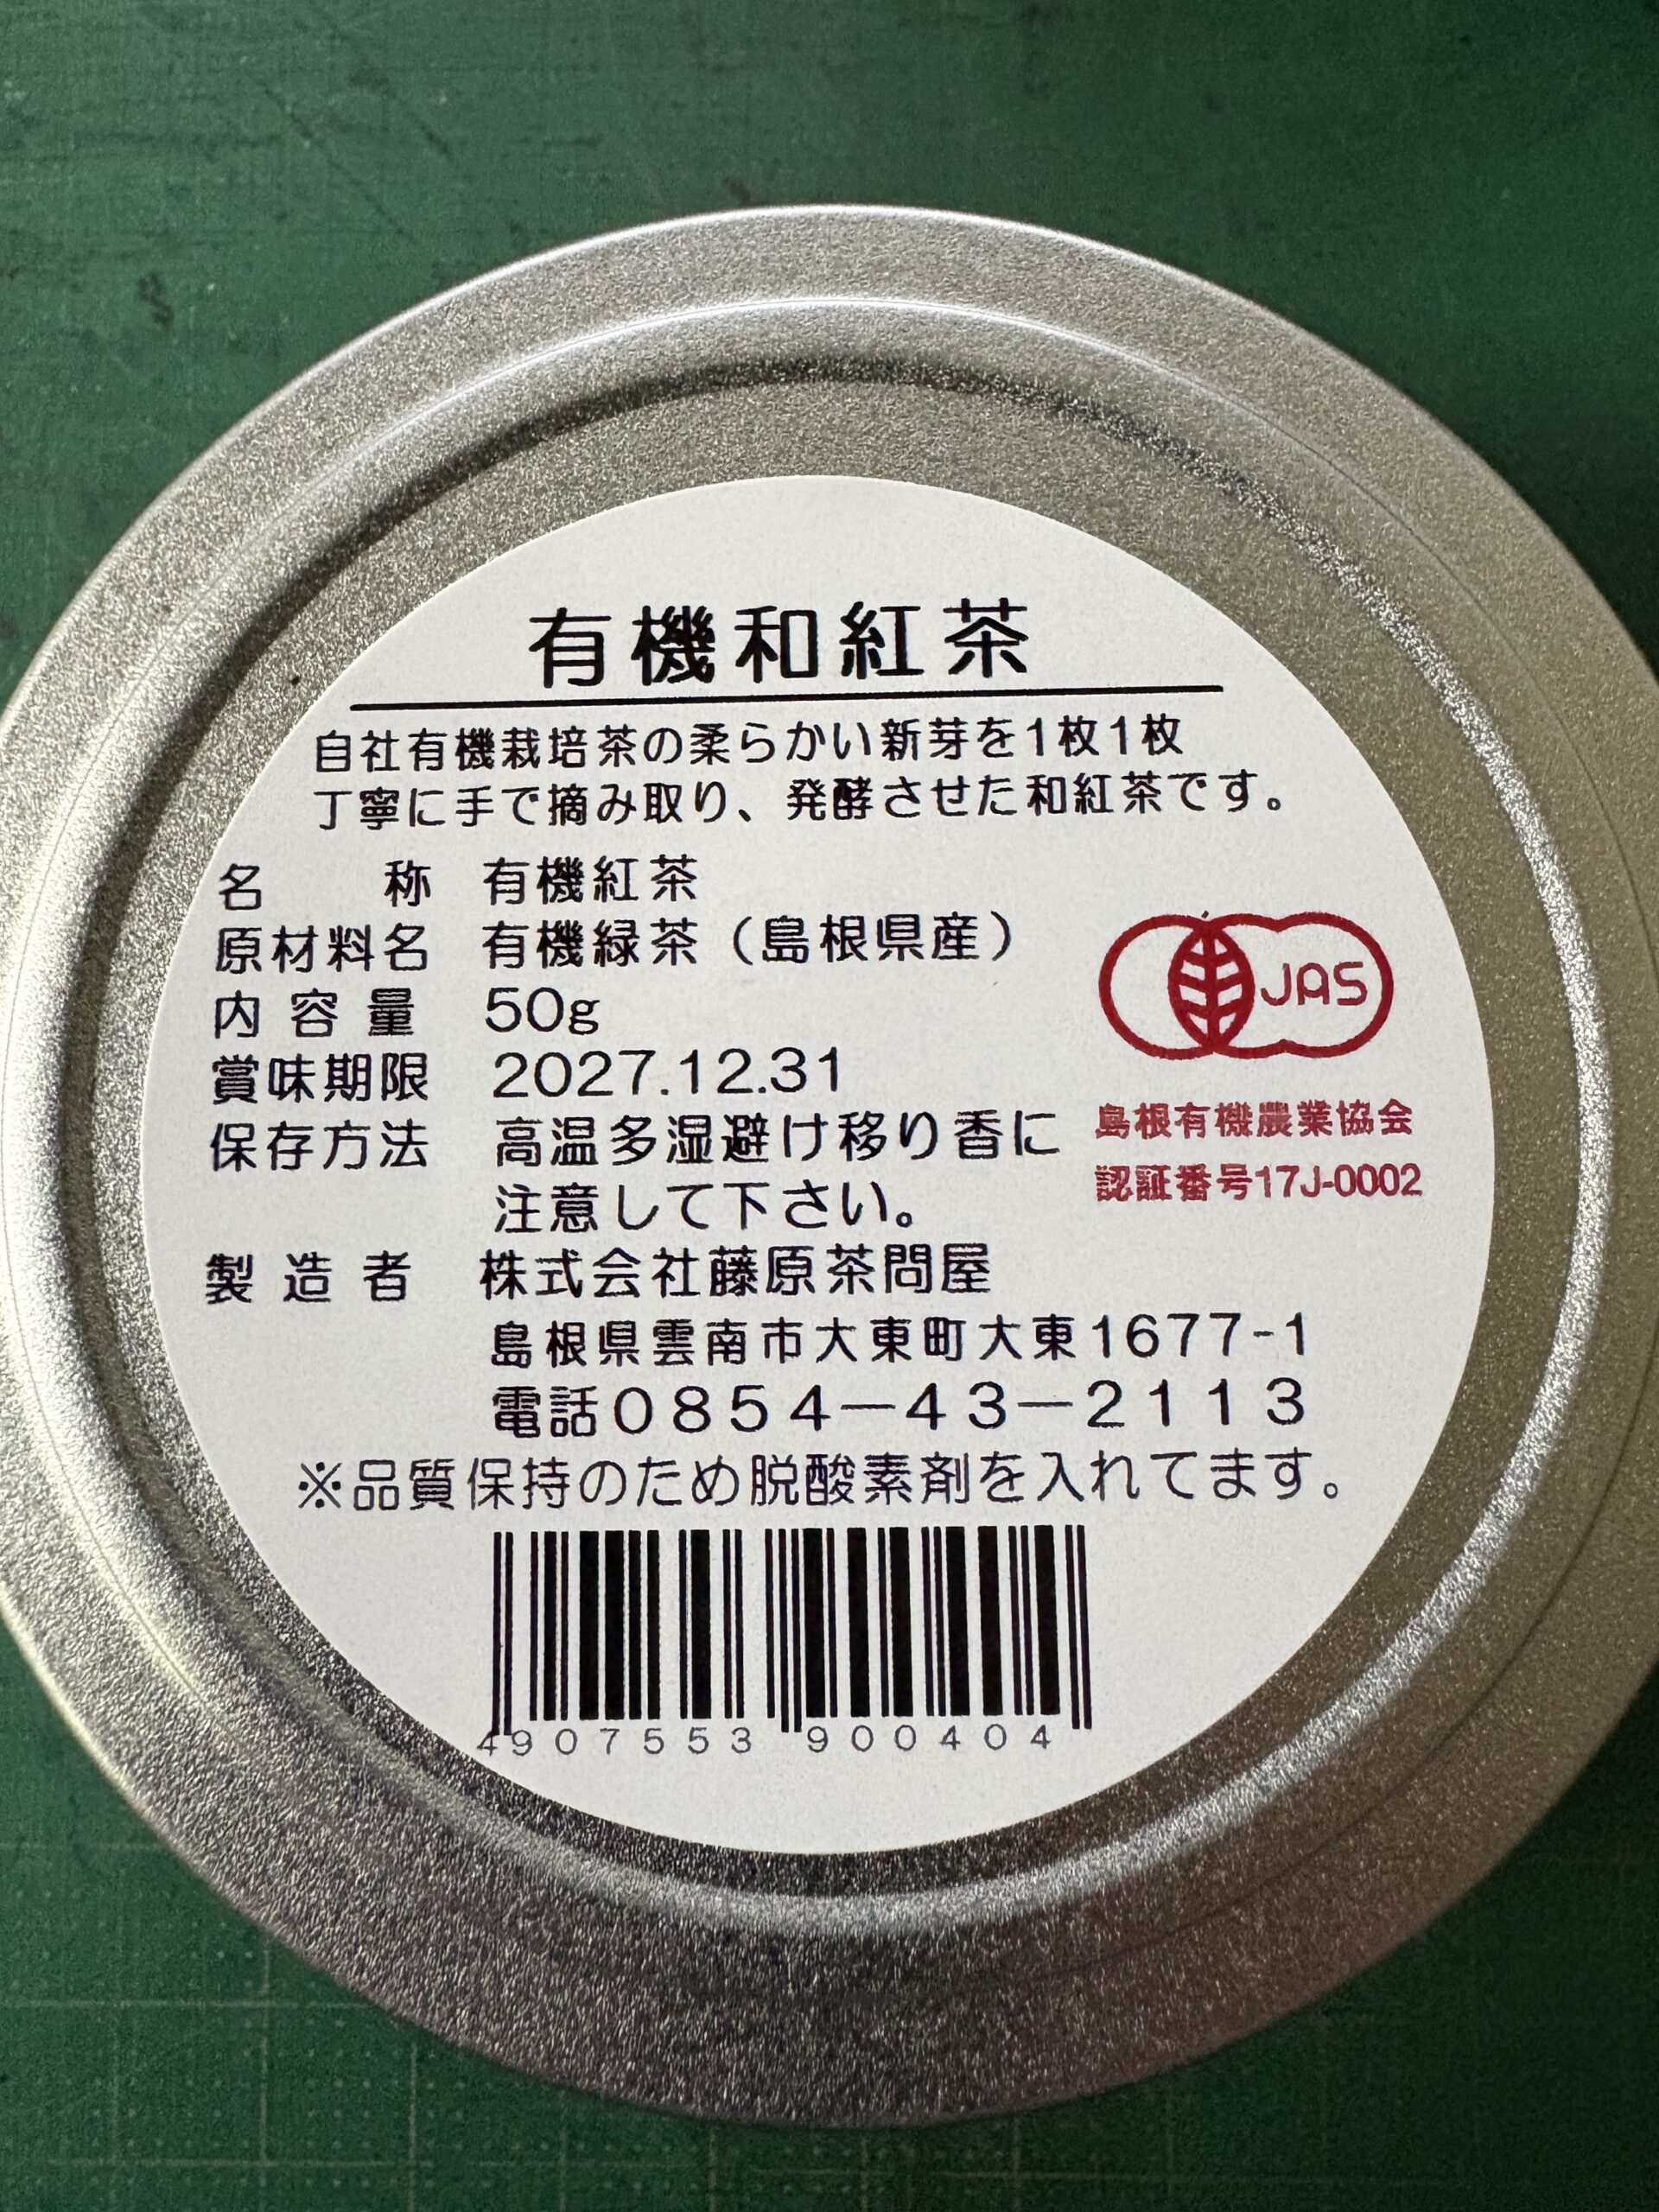 有機和紅茶
自社有機栽培茶の柔らかい新芽を1枚1枚
丁寧に手で摘み取り、発酵させた和紅茶です。
名　　称　有機紅茶
原材料名　有機緑茶（島根県産）
内 容 量　50g
賞味期限　2027.12.31
保存方法　高温多湿避け移り香に
注意して下さい。
JAS
島根有機農業協会
認証番号17J-0002
製 造 者　株式会社藤原茶問屋
島根県雲南市大東町大東1677-1
電話０８５４－４３－２１１３
※品質保持のため脱酸素剤を入れてます。
4907553 900404